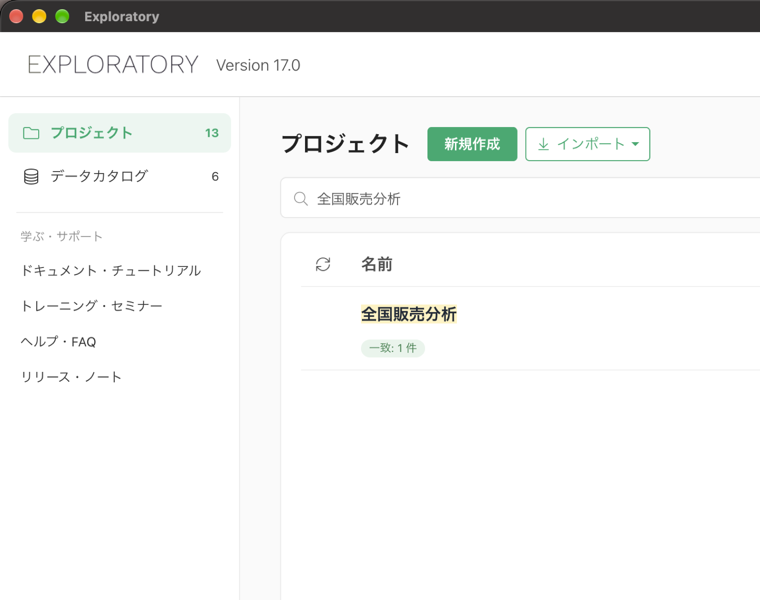 Exploratory
EXPLORATORY Version 17.0
プロジェクト 13
データカタログ 6
学ぶ・サポート
ドキュメント・チュートリアル
トレーニング・セミナー
ヘルプ・FAQ
リリース・ノート
プロジェクト 新規作成 インポート
全国販売分析
名前
全国販売分析
一致: 1 件